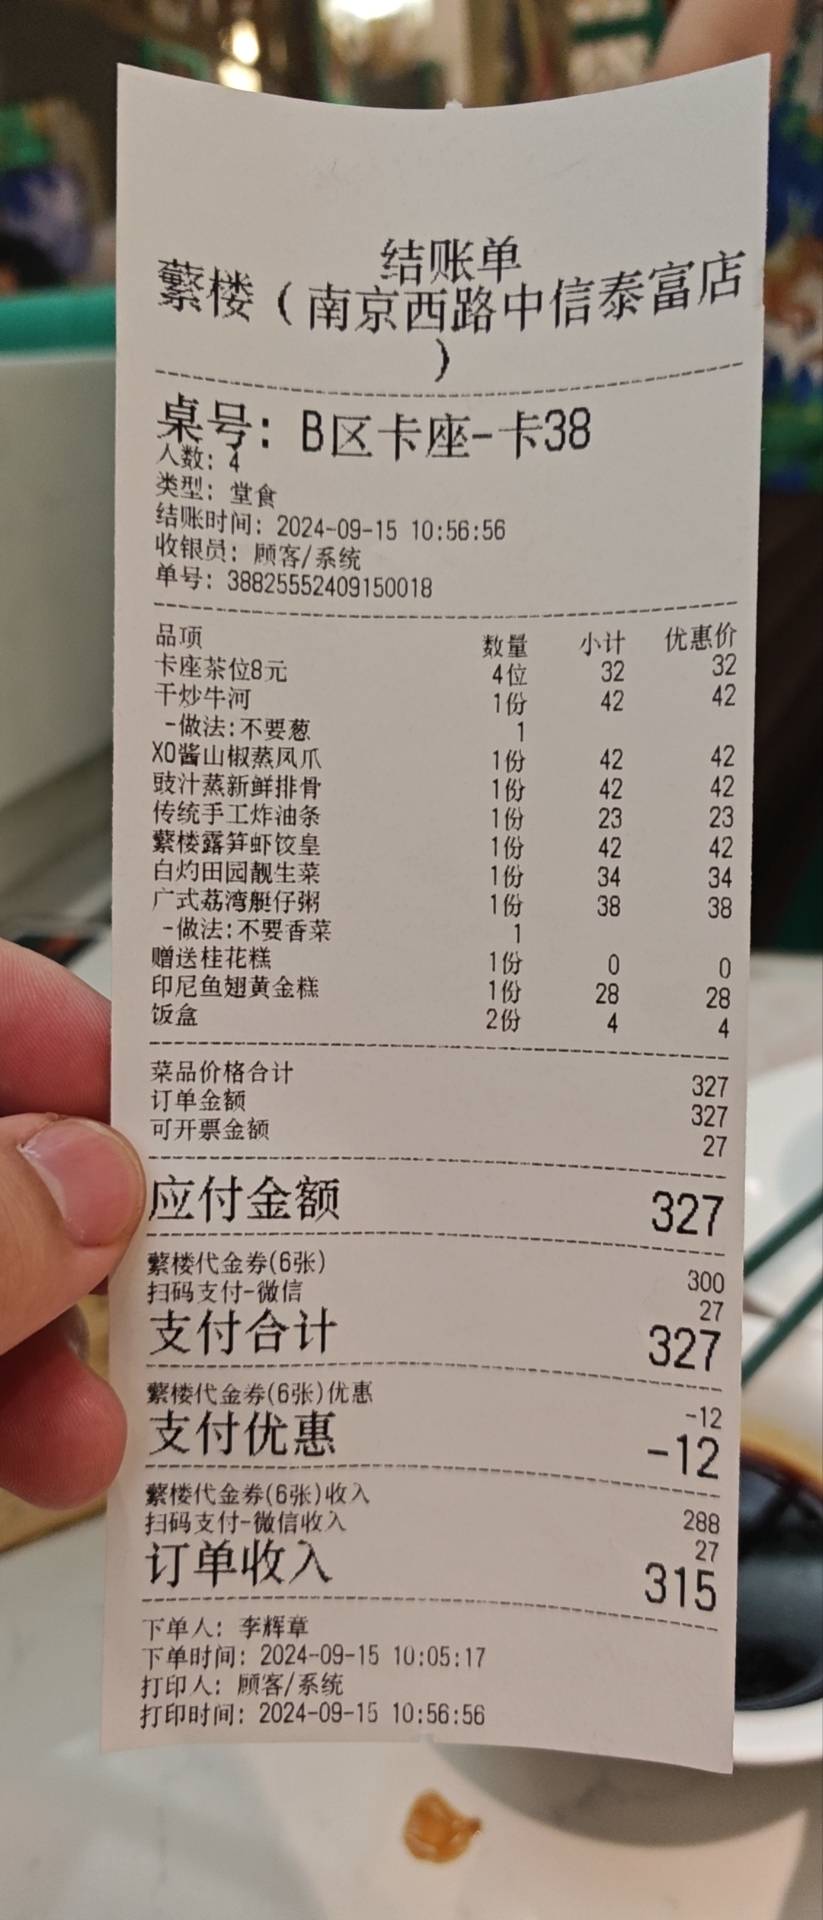 结账单
蘩楼（南京西路中信泰富店
）
桌号: B区卡座-卡38
人数: 4
类型: 堂食
结账时间: 2024-09-15 10:56:56
收银员: 顾客/系统
单号: 38825552409150018
品项 数量 小计 优惠价
卡座茶位8元 4位 32 32
干炒牛河 1份 42 42
-做法:不要葱 1
XO酱山椒蒸凤爪 1份 42 42
豉汁蒸新鲜排骨 1份 42 42
传统手工炸油条 1份 23 23
蘩楼露笋虾饺皇 1份 42 42
白灼田园靓生菜 1份 34 34
广式荔湾艇仔粥 1份 38 38
-做法:不要香菜 1
赠送桂花糕 1份 0 0
印尼鱼翅黄金糕 1份 28 28
饭盒 2份 4 4
菜品价格合计 327
订单金额 327
可开票金额 27
应付金额 327
蘩楼代金券(6张) 300
扫码支付-微信 27
支付合计 327
蘩楼代金券(6张)优惠 -12
支付优惠 -12
蘩楼代金券(6张)收入 288
扫码支付-微信收入 27
订单收入 315
下单人: 李辉章
下单时间: 2024-09-15 10:05:17
打印人: 顾客/系统
打印时间: 2024-09-15 10:56:56